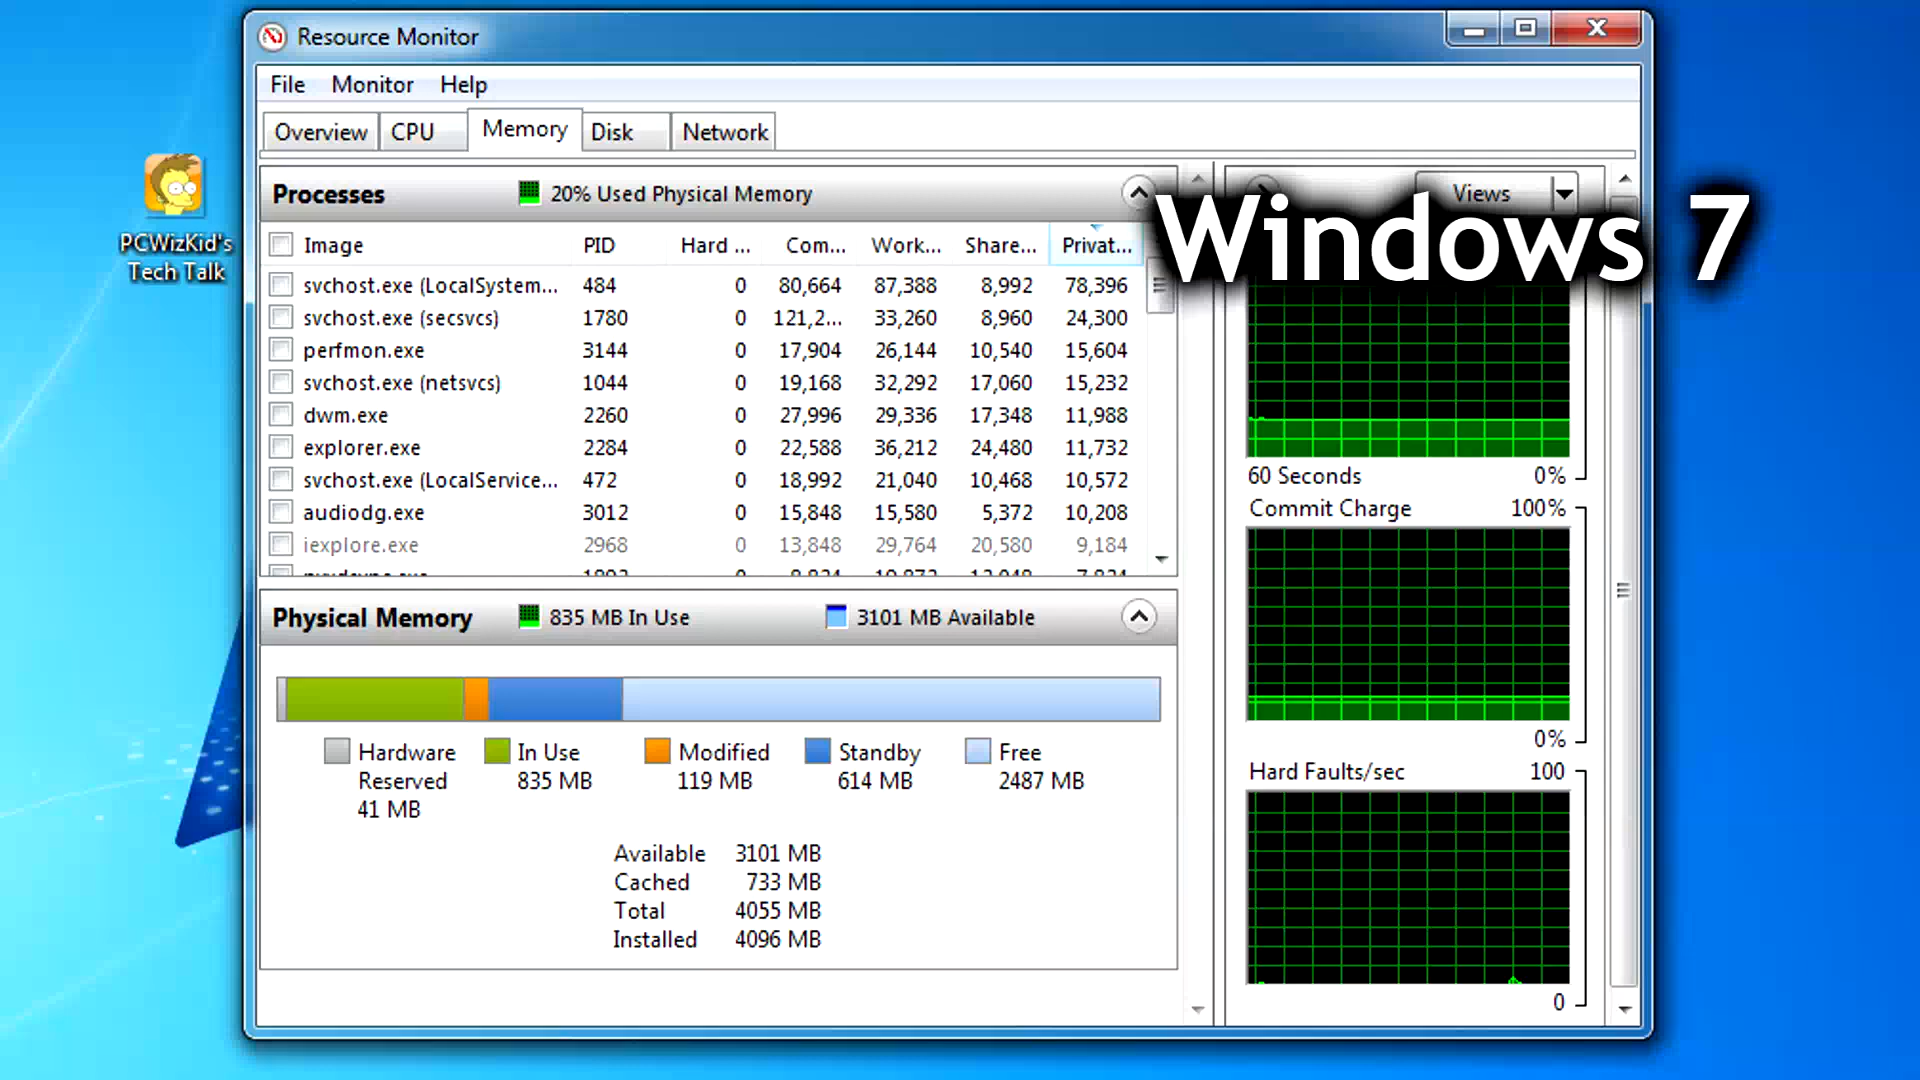 Resource Monitor
File Monitor Help
Overview CPU Memory Disk Network
PCWizKid's
Tech Talk
Processes 20% Used Physical Memory
Views
Windows 7
Image PID Hard ... Com... Work... Share... Privat...
svchost.exe (LocalSystem... 484 0 80,664 87,388 8,992 78,396
svchost.exe (secsvcs) 1780 0 121,2... 33,260 8,960 24,300
perfmon.exe 3144 0 17,904 26,144 10,540 15,604
svchost.exe (netsvcs) 1044 0 19,168 32,292 17,060 15,232
dwm.exe 2260 0 27,996 29,336 17,348 11,988
explorer.exe 2284 0 22,588 36,212 24,480 11,732
svchost.exe (LocalService... 472 0 18,992 21,040 10,468 10,572
audiodg.exe 3012 0 15,848 15,580 5,372 10,208
iexplore.exe 2968 0 13,848 29,764 20,580 9,184
Physical Memory 835 MB In Use 3101 MB Available
Hardware
Reserved
41 MB
In Use
835 MB
Modified
119 MB
Standby
614 MB
Free
2487 MB
Available 3101 MB
Cached 733 MB
Total 4055 MB
Installed 4096 MB
60 Seconds 0%
Commit Charge 100%
0%
Hard Faults/sec 100
0